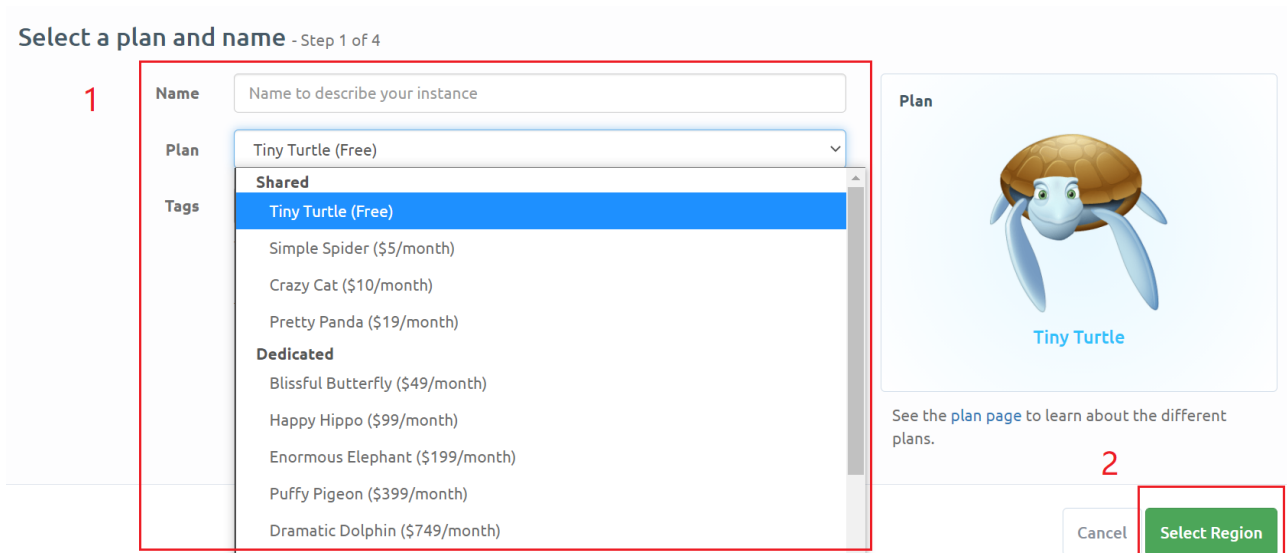 Select a plan and name - Step 1 of 4
1
Name
Name to describe your instance
Plan
Tiny Turtle (Free)
Tags
Shared
Tiny Turtle (Free)
Simple Spider ($5/month)
Crazy Cat ($10/month)
Pretty Panda ($19/month)
Dedicated
Blissful Butterfly ($49/month)
Happy Hippo ($99/month)
Enormous Elephant ($199/month)
Puffy Pigeon ($399/month)
Dramatic Dolphin ($749/month)
Plan
Tiny Turtle
See the plan page to learn about the different
plans.
2
Cancel
Select Region